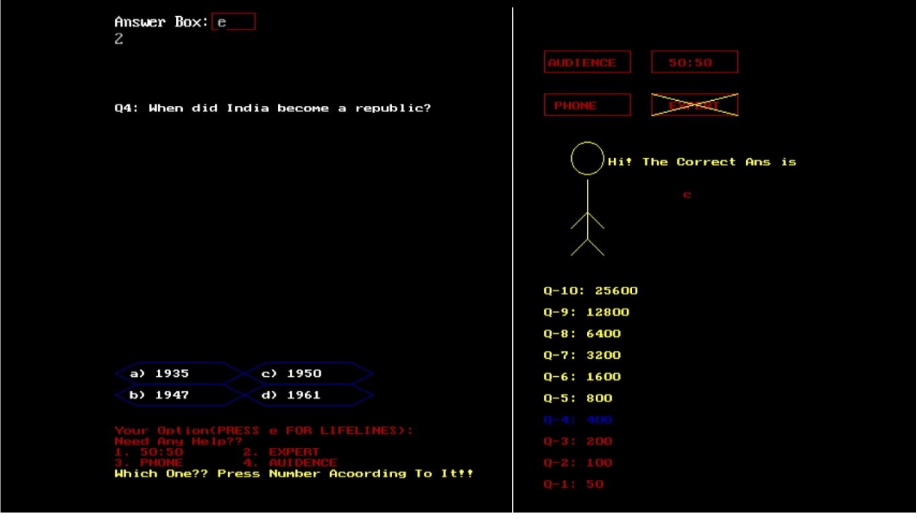 Answer Box: e
2
Q4: When did India become a republic?
a) 1935 c) 1950
b) 1947 d) 1961
Your Option(PRESS e FOR LIFELINES):
Need Any Help??
1. 50:50 2. EXPERT
3. PHONE 4. AUIDENCE
Which One?? Press Number Acoording To It!!
AUDIENCE 50:50
PHONE
Hi! The Correct Ans is
e
Q-10: 25600
Q-9: 12800
Q-8: 6400
Q-7: 3200
Q-6: 1600
Q-5: 800
Q-4: 400
Q-3: 200
Q-2: 100
Q-1: 50